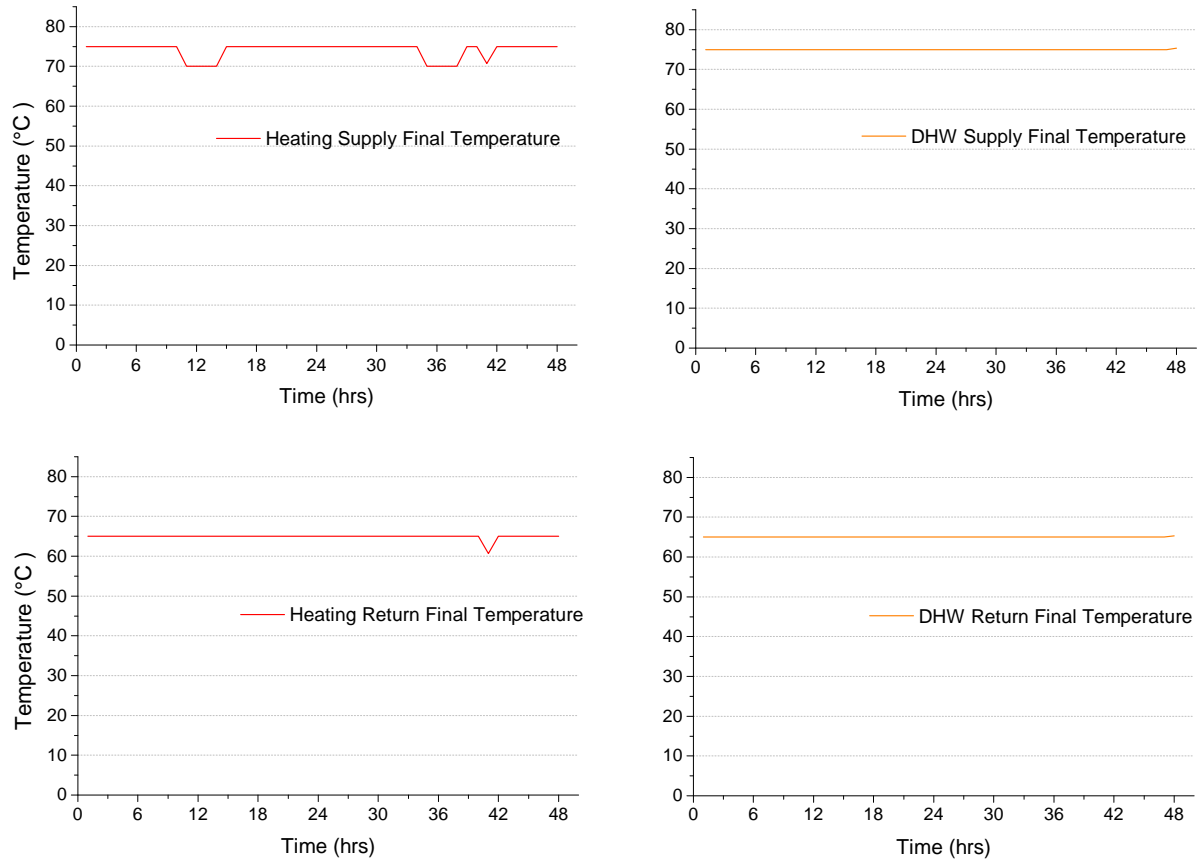 80
70
60
50
40
30
20
10
0
Temperature (°C )
Heating Supply Final Temperature
0 6 12 18 24 30 36 42 48
Time (hrs)
80
70
60
50
40
30
20
10
0
DHW Supply Final Temperature
0 6 12 18 24 30 36 42 48
Time (hrs)
80
70
60
50
40
30
20
10
0
Temperature (°C )
Heating Return Final Temperature
0 6 12 18 24 30 36 42 48
Time (hrs)
80
70
60
50
40
30
20
10
0
DHW Return Final Temperature
0 6 12 18 24 30 36 42 48
Time (hrs)